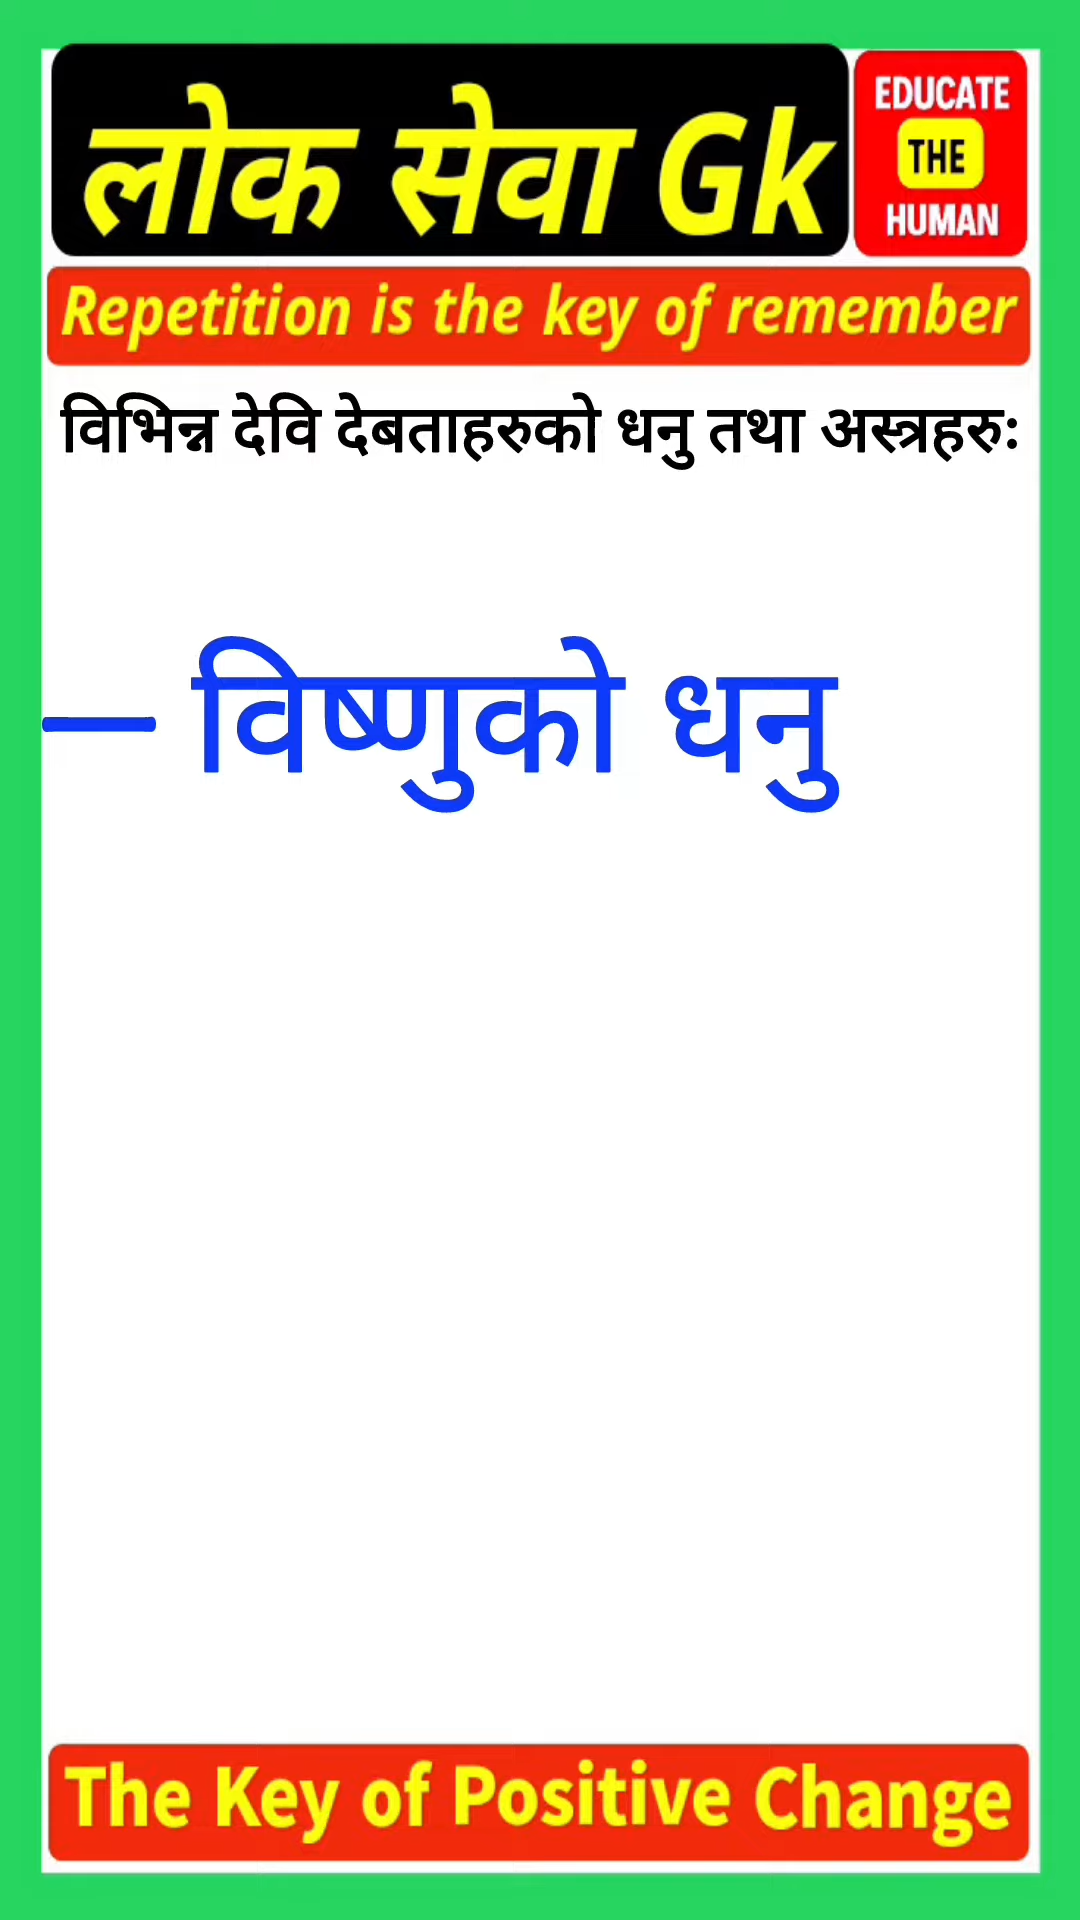 लोक सेवा Gk
EDUCATE
THE
HUMAN
Repetition is the key of remember
विभिन्न देवि देबताहरुको धनु तथा अस्त्रहरुः
— विष्णुको धनु
The Key of Positive Change